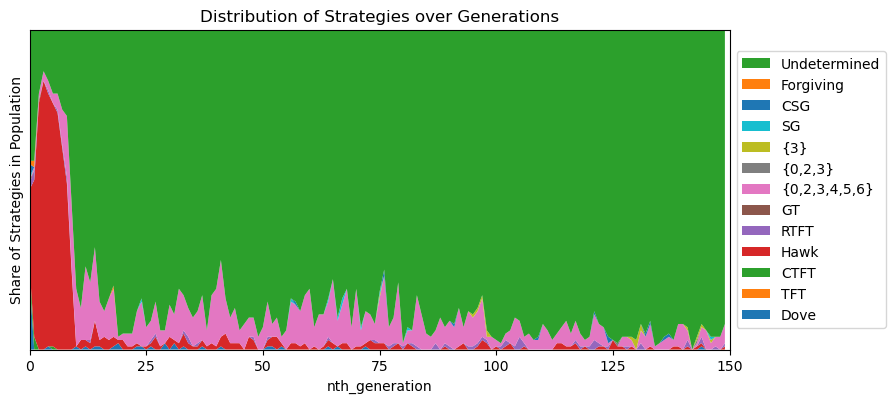 Distribution of Strategies over Generations
Share of Strategies in Population
0 25 50 75 100 125 150
nth_generation
Undetermined
Forgiving
CSG
SG
{3}
{0,2,3}
{0,2,3,4,5,6}
GT
RTFT
Hawk
CTFT
TFT
Dove